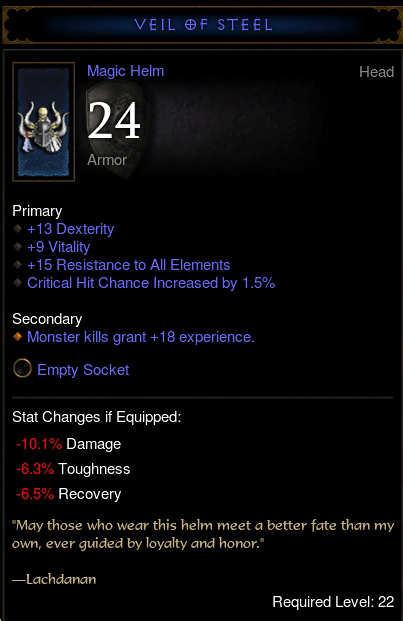 VEIL OF STEEL
Magic Helm
Head
24
Armor
Primary
+13 Dexterity
+9 Vitality
+15 Resistance to All Elements
Critical Hit Chance Increased by 1.5%
Secondary
Monster kills grant +18 experience.
Empty Socket
Stat Changes if Equipped:
-10.1% Damage
-6.3% Toughness
-6.5% Recovery
"May those who wear this helm meet a better fate than my
own, ever guided by loyalty and honor."
—Lachdanan
Required Level: 22